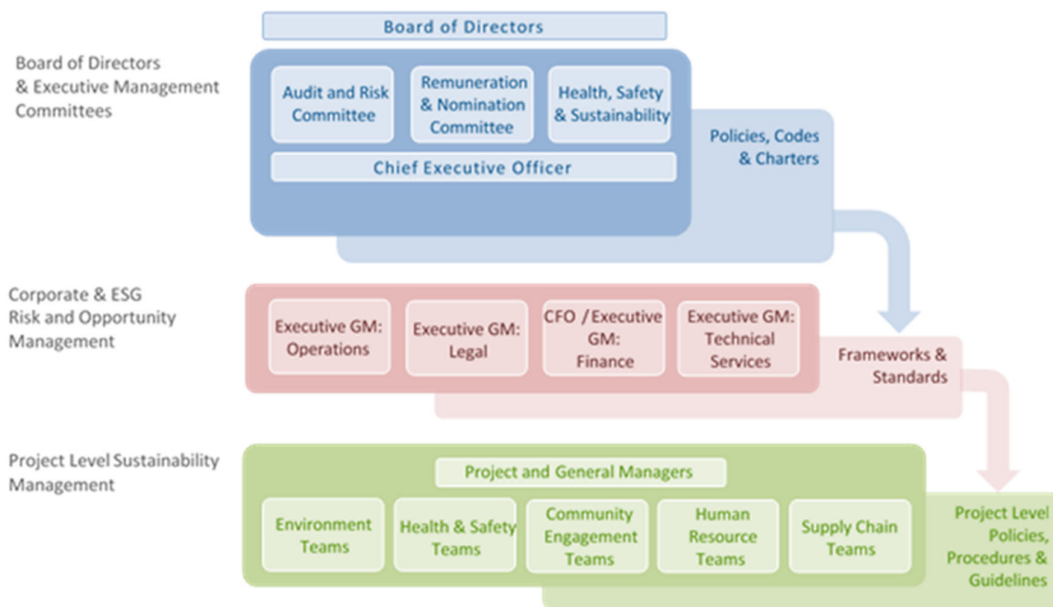 Board of Directors
Board of Directors
& Executive Management
Committees
Audit and Risk
Committee
Remuneration
& Nomination
Committee
Health, Safety
& Sustainability
Policies, Codes
& Charters
Chief Executive Officer
Corporate & ESG
Risk and Opportunity
Management
Executive GM:
Operations
Executive GM:
Legal
CFO / Executive
GM:
Finance
Executive GM:
Technical
Services
Frameworks &
Standards
Project Level Sustainability
Management
Project and General Managers
Environment
Teams
Health & Safety
Teams
Community
Engagement
Teams
Human
Resource
Teams
Supply Chain
Teams
Project Level
Policies,
Procedures &
Guidelines